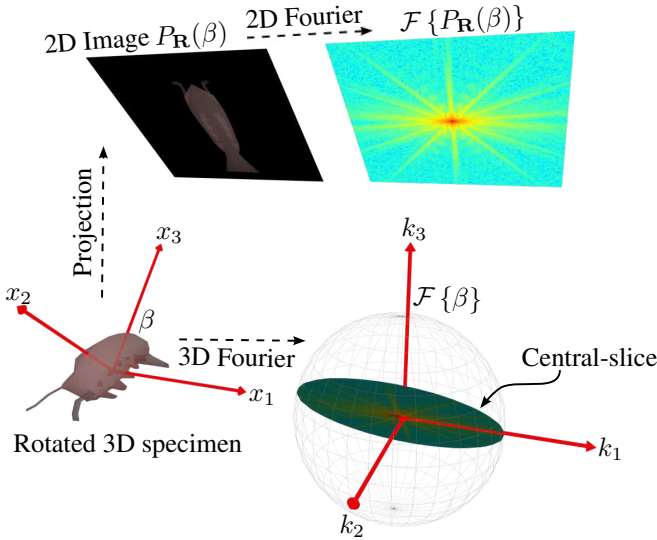 2D Image $P_{\mathbf{R}}(\beta)$
2D Fourier
$\mathcal{F}\{P_{\mathbf{R}}(\beta)\}$
Projection
$x_3$
$x_2$
$\beta$
$x_1$
3D Fourier
Rotated 3D specimen
$k_3$
$\mathcal{F}\{\beta\}$
Central-slice
$k_1$
$k_2$